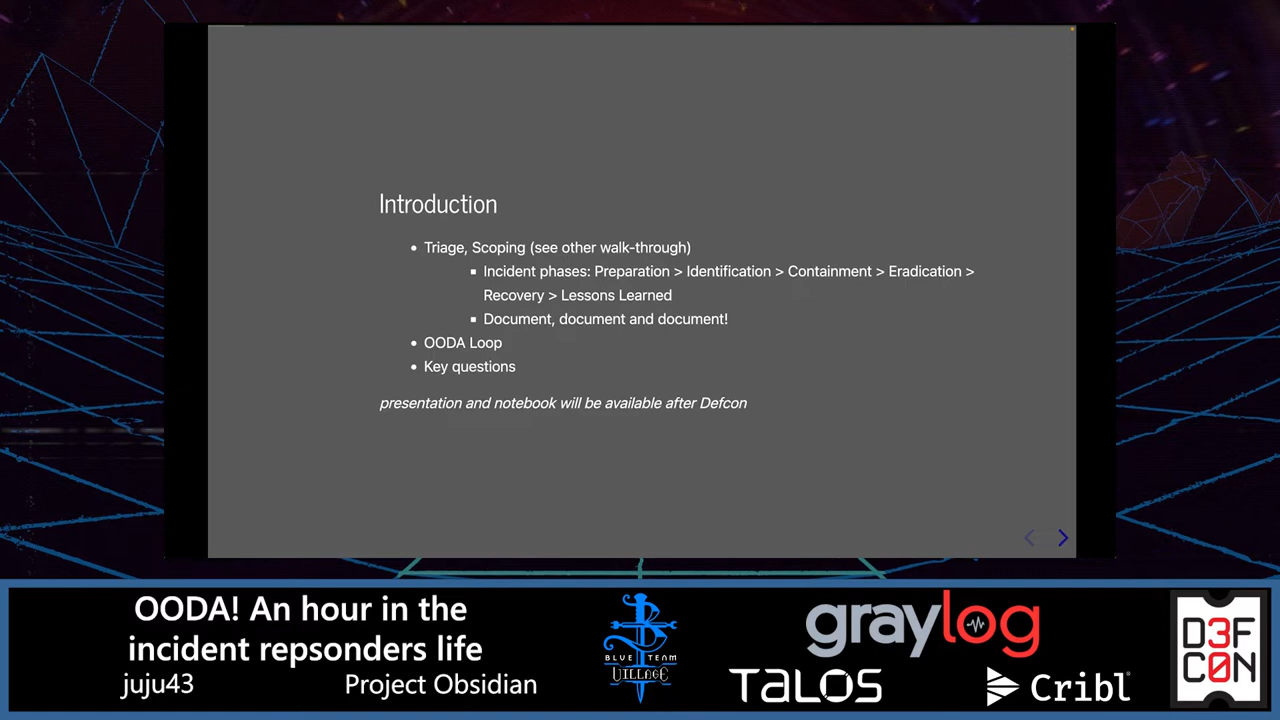 Introduction
• Triage, Scoping (see other walk-through)
▪ Incident phases: Preparation > Identification > Containment > Eradication >
Recovery > Lessons Learned
▪ Document, document and document!
• OODA Loop
• Key questions
presentation and notebook will be available after Defcon
OODA! An hour in the
incident repsonders life
juju43
Project Obsidian
BLUE TEAM
VILLAGE
graylog
TALOS
Cribl
D3F
C0N